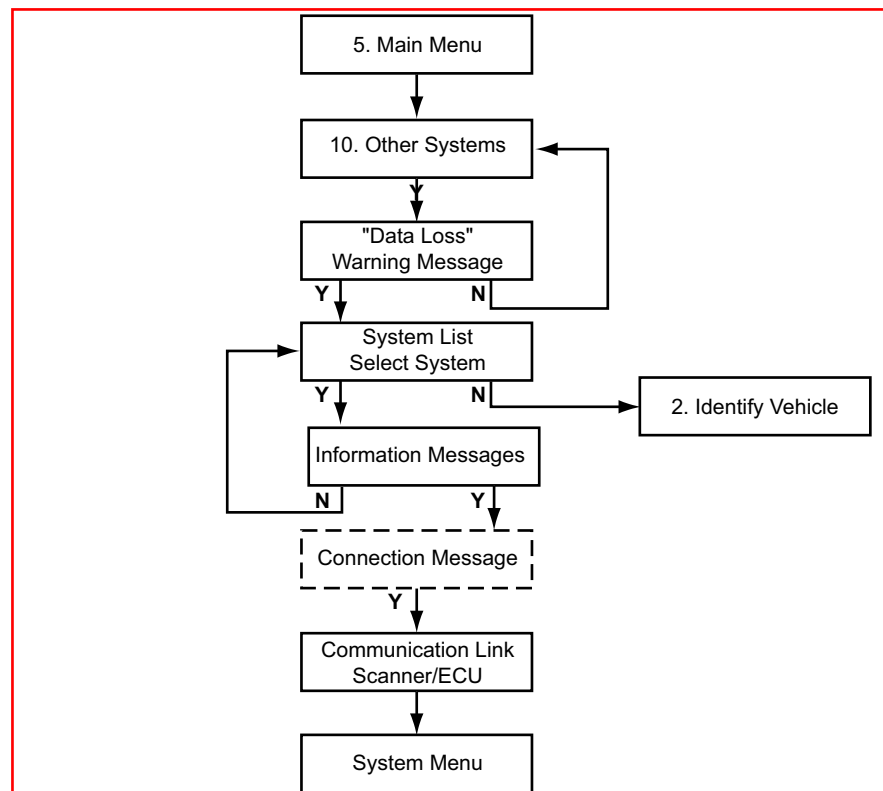 5. Main Menu
10. Other Systems
Y
"Data Loss"
Warning Message
Y
N
System List
Select System
Y
N
2. Identify Vehicle
Information Messages
N
Y
Connection Message
Y
Communication Link
Scanner/ECU
System Menu